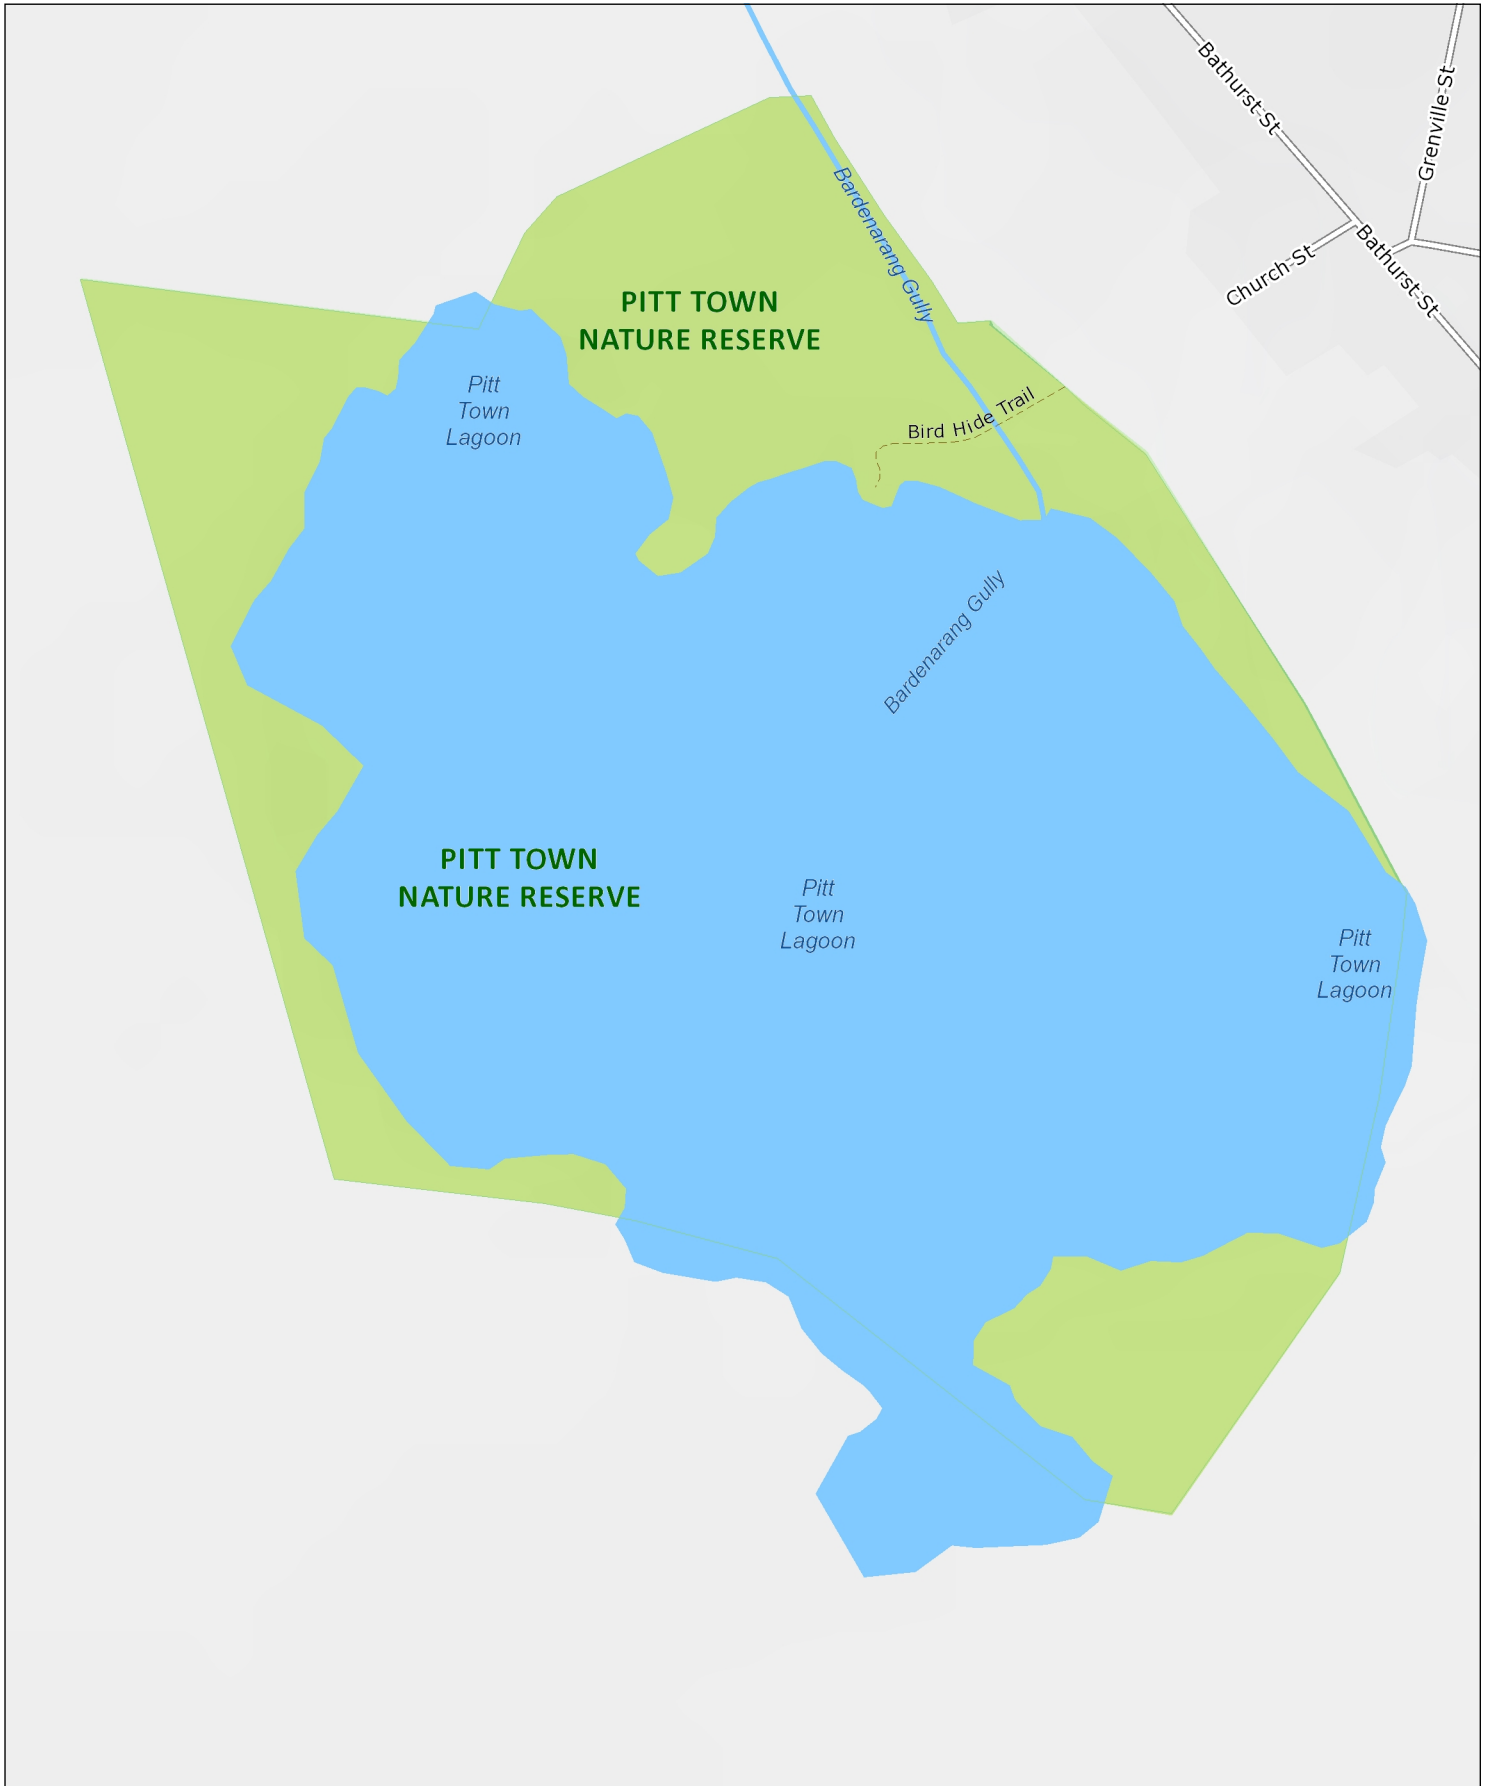 Bathurst St
Grenville St
Bardenarang Gully
Church St
Bathurst St
PITT TOWN
NATURE RESERVE
Pitt
Town
Lagoon
Bird Hide Trail
Bardenarang Gully
PITT TOWN
NATURE RESERVE
Pitt
Town
Lagoon
Pitt
Town
Lagoon